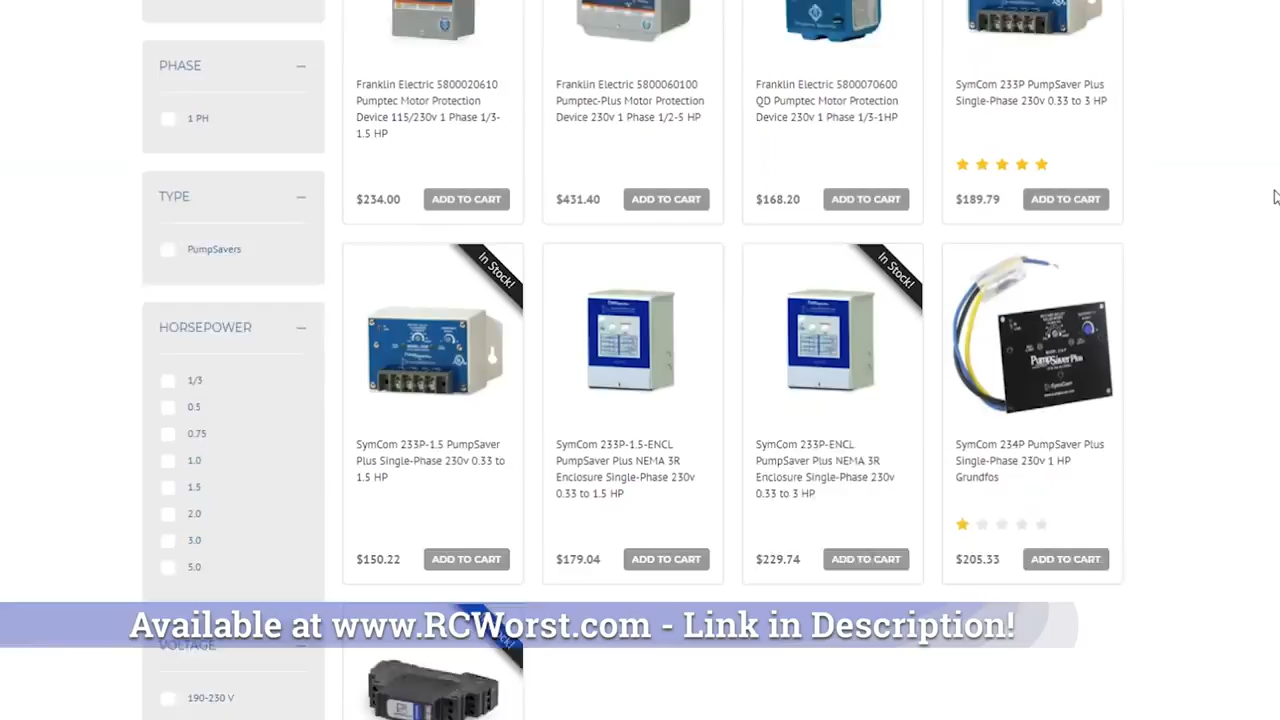 PHASE
1 PH
TYPE
PumpSavers
HORSEPOWER
1/3
0.5
0.75
1.0
1.5
2.0
3.0
5.0
VOLTAGE
190-230 V
Franklin Electric 5800020610
Pumptec Motor Protection
Device 115/230v 1 Phase 1/3-
1.5 HP
$234.00 ADD TO CART
Franklin Electric 5800060100
Pumptec-Plus Motor Protection
Device 230v 1 Phase 1/2-5 HP
$431.40 ADD TO CART
Franklin Electric 5800070600
QD Pumptec Motor Protection
Device 230v 1 Phase 1/3-1HP
$168.20 ADD TO CART
SymCom 233P PumpSaver Plus
Single-Phase 230v 0.33 to 3 HP
$189.79 ADD TO CART
In Stock!
SymCom 233P-1.5 PumpSaver
Plus Single-Phase 230v 0.33 to
1.5 HP
$150.22 ADD TO CART
SymCom 233P-1.5-ENCL
PumpSaver Plus NEMA 3R
Enclosure Single-Phase 230v
0.33 to 1.5 HP
$179.04 ADD TO CART
In Stock!
SymCom 233P-ENCL
PumpSaver Plus NEMA 3R
Enclosure Single-Phase 230v
0.33 to 3 HP
$229.74 ADD TO CART
PumpSaver Plus
SymCom
SymCom 234P PumpSaver Plus
Single-Phase 230v 1 HP
Grundfos
$205.33 ADD TO CART
Available at www.RCWorst.com - Link in Description!